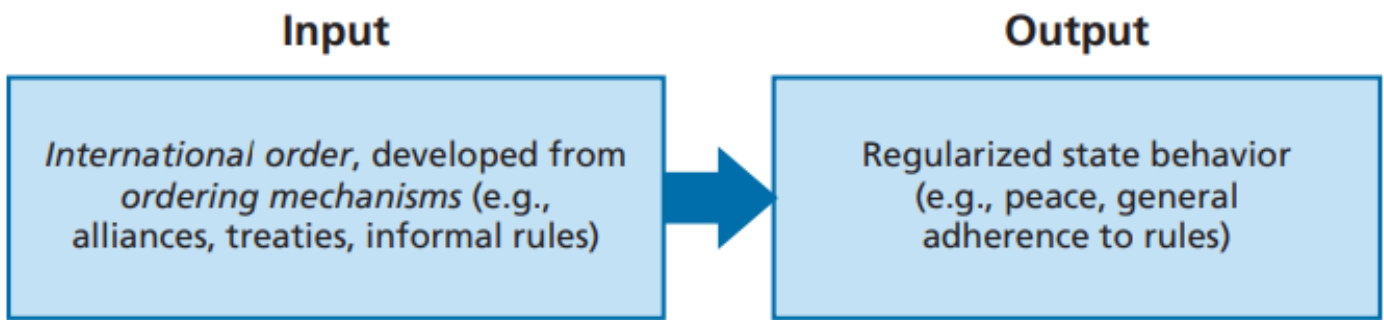 Input
Output
International order, developed from
ordering mechanisms (e.g.,
alliances, treaties, informal rules)
Regularized state behavior
(e.g., peace, general
adherence to rules)